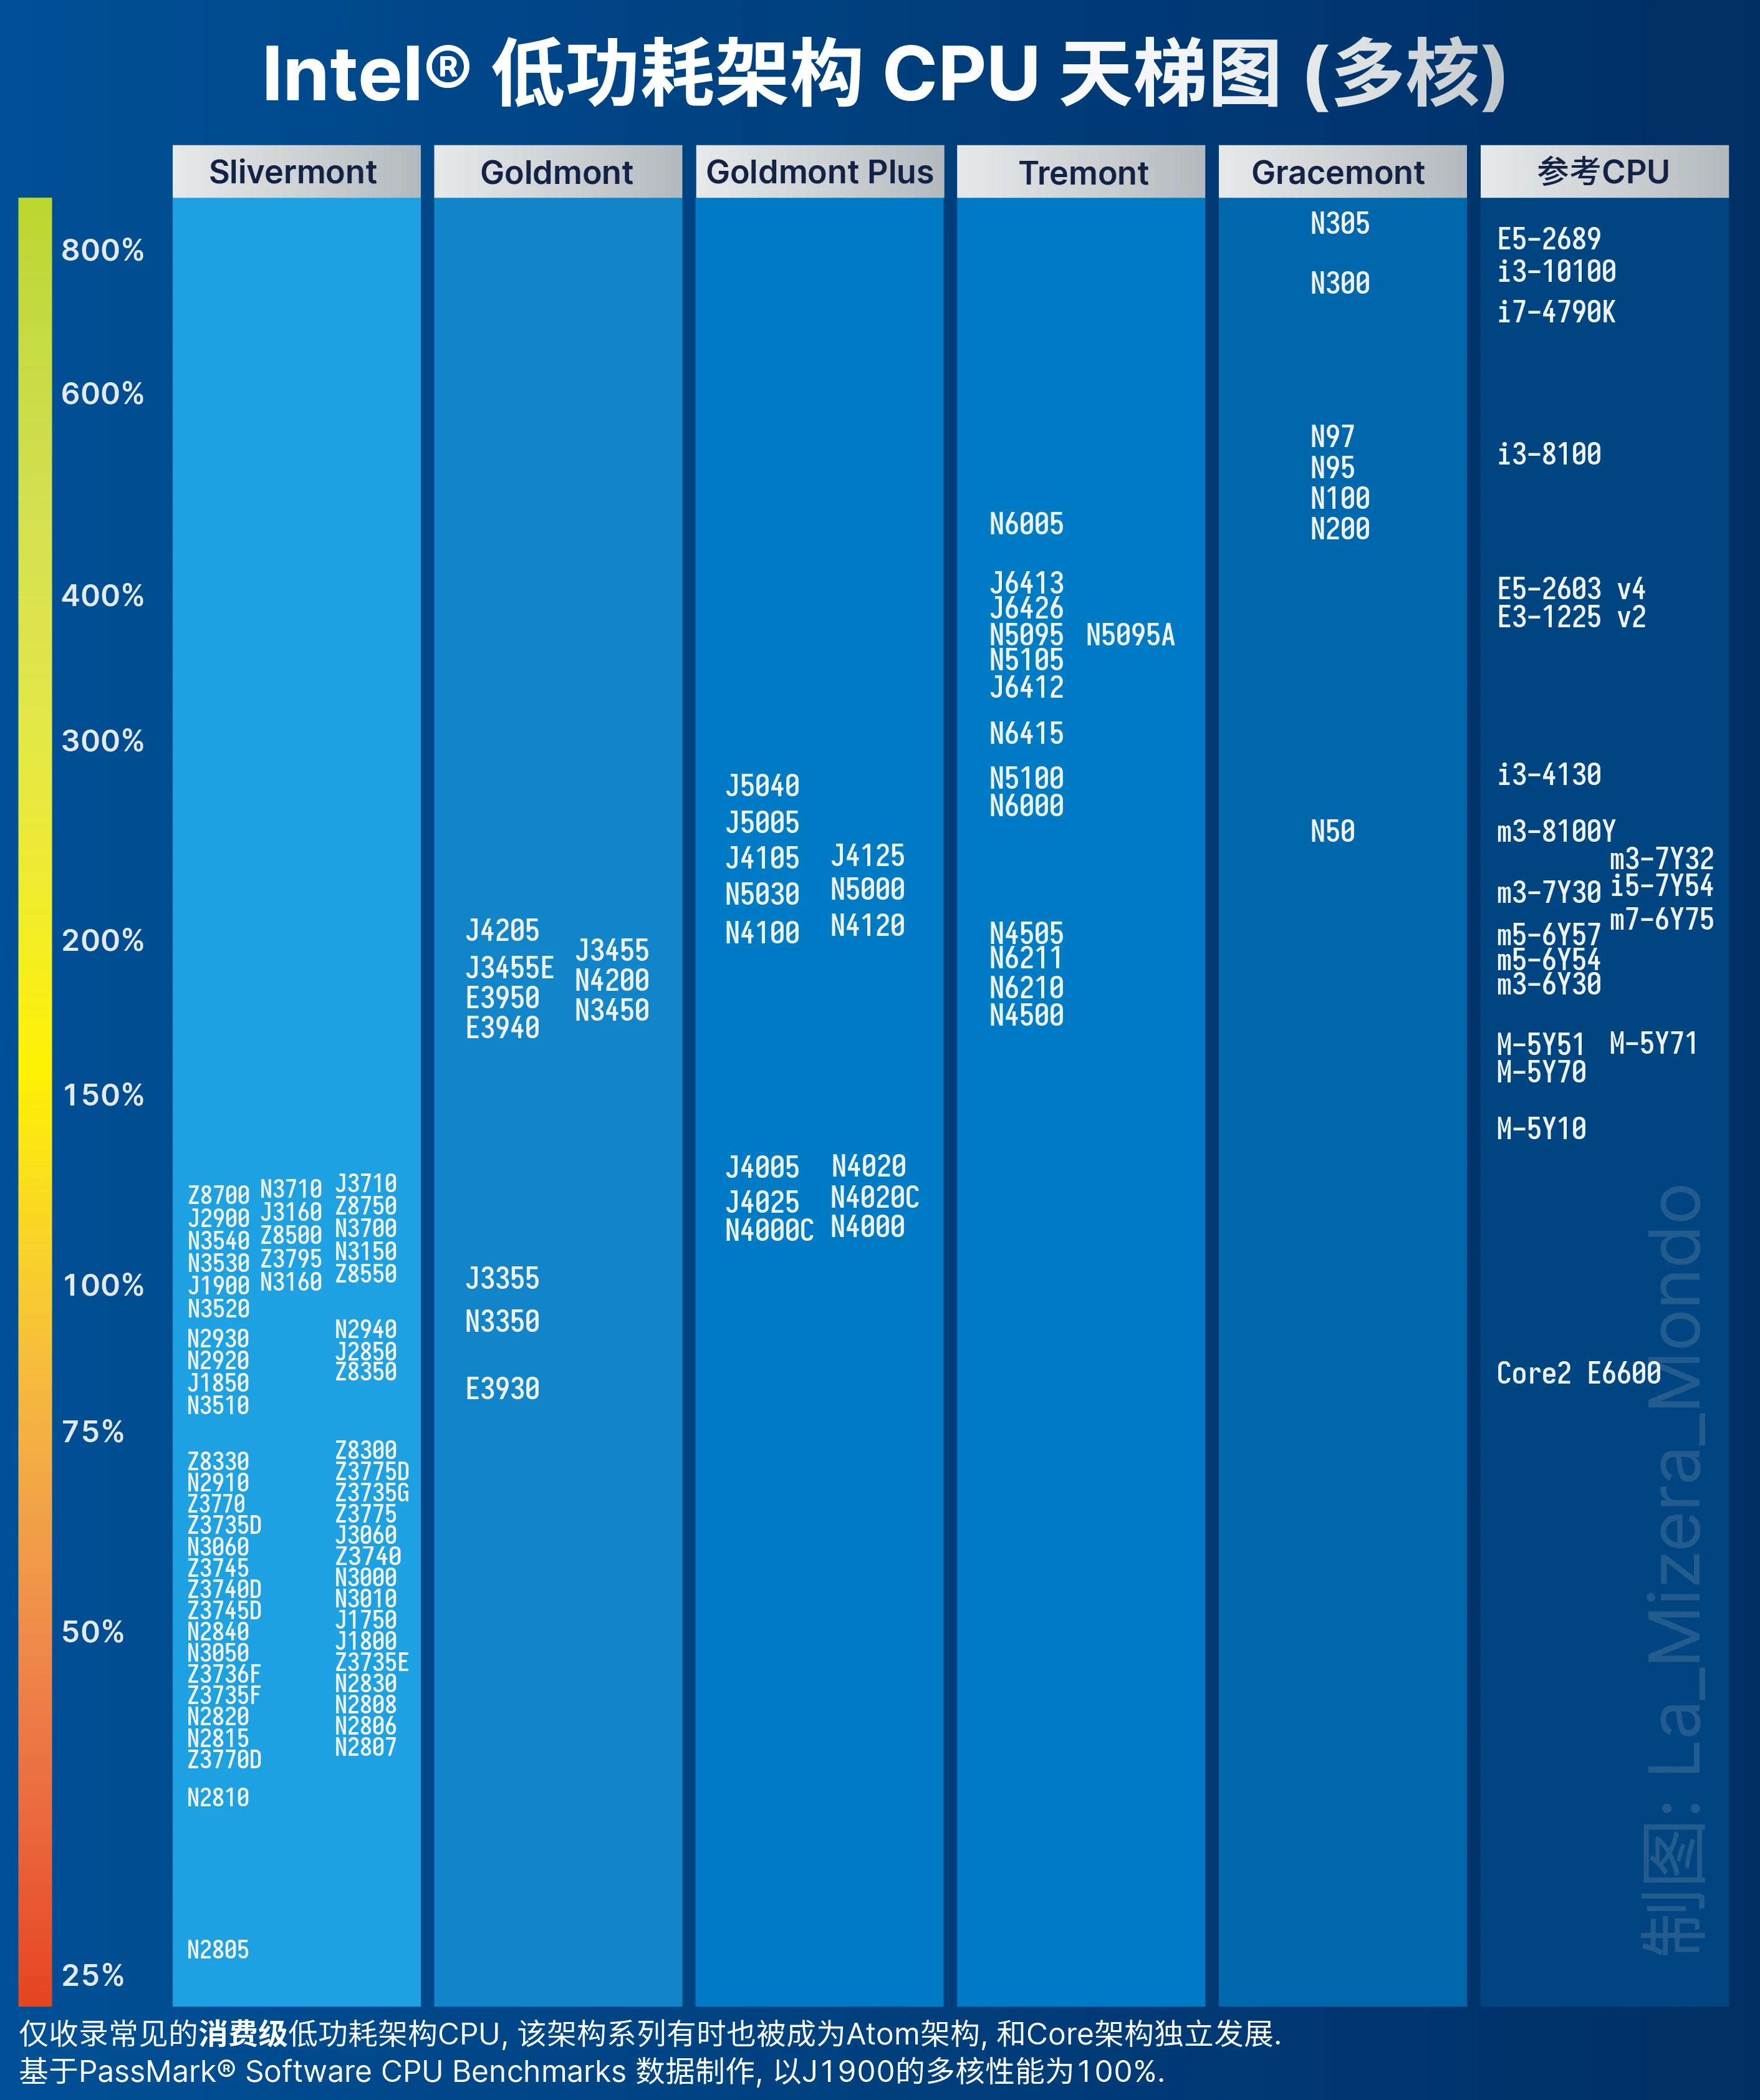 Intel® 低功耗架构 CPU 天梯图 (多核)
Slivermont Goldmont Goldmont Plus Tremont Gracemont 参考CPU
800%
600%
400%
300%
200%
150%
100%
75%
50%
25%
Z8700 N3710 J3710
J2900 J3160 Z8750
N3540 Z8500 N3700
N3530 Z3795 N3150
J1900 N3160 Z8550
N3520
N2930 N2940
N2920 J2850
J1850 Z8350
N3510
Z8330 Z8300
N2910 Z3775D
Z3770 Z3735G
Z3735D Z3775
N3060 J3060
Z3745 Z3740
Z3740D N3000
Z3745D N3010
N2840 J1750
N3050 J1800
Z3736F Z3735E
Z3735F N2830
N2820 N2808
N2815 N2806
Z3770D N2807
N2810
N2805
J4205
J3455E J3455
E3950 N4200
E3940 N3450
J3355
N3350
E3930
J5040
J5005
J4105 J4125
N5030 N5000
N4100 N4120
J4005 N4020
J4025 N4020C
N4000C N4000
N6005
J6413
J6426
N5095 N5095A
N5105
J6412
N6415
N5100
N6000
N4505
N6211
N6210
N4500
N305
N300
N97
N95
N100
N200
N50
E5-2689
i3-10100
i7-4790K
i3-8100
E5-2603 v4
E3-1225 v2
i3-4130
m3-8100Y
m3-7Y32
m3-7Y30 i5-7Y54
m5-6Y57 m7-6Y75
m5-6Y54
m3-6Y30
M-5Y51 M-5Y71
M-5Y70
M-5Y10
Core2 E6600
制图: La_Mizera_Mondo
仅收录常见的消费级低功耗架构CPU, 该架构系列有时也被成为Atom架构, 和Core架构独立发展.
基于PassMark® Software CPU Benchmarks 数据制作, 以J1900的多核性能为100%.